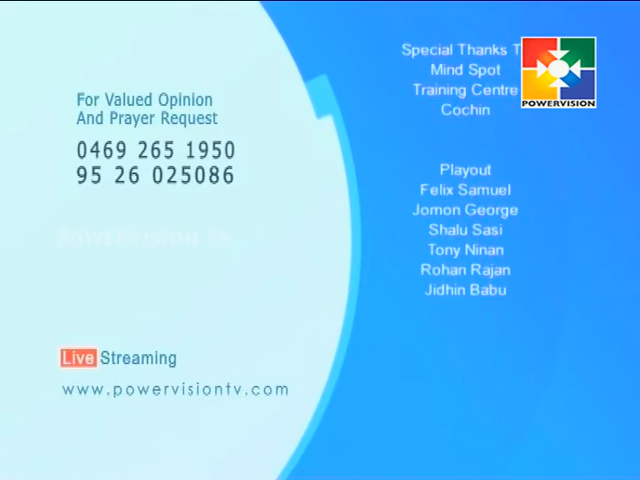 For Valued Opinion
And Prayer Request
0469 265 1950
95 26 025086
POWERVISION TV
Live Streaming
www.powervisiontv.com
Special Thanks T
Mind Spot
Training Centre
Cochin
Playout
Felix Samuel
Jomon George
Shalu Sasi
Tony Ninan
Rohan Rajan
Jidhin Babu
POWERVISION